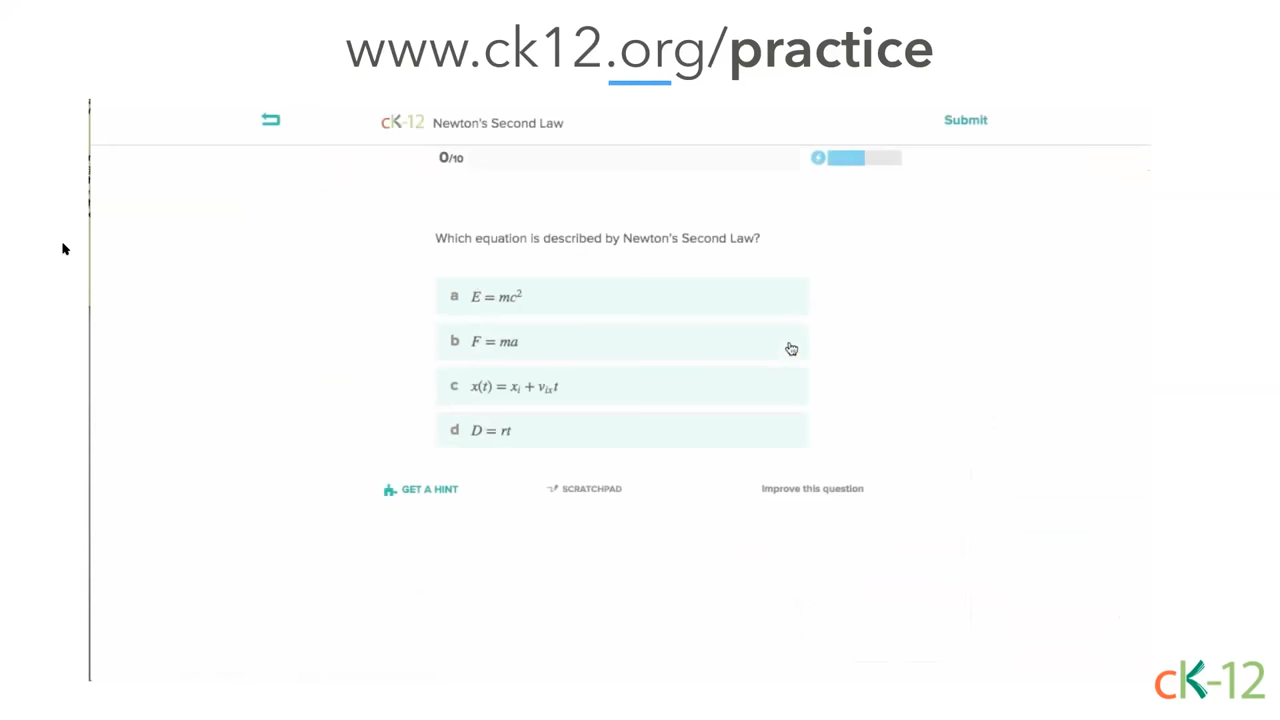 www.ck12.org/practice
cK-12 Newton's Second Law Submit
0/10
Which equation is described by Newton's Second Law?
a E = mc²
b F = ma
c x(t) = xᵢ + vᵢₓt
d D = rt
GET A HINT SCRATCHPAD Improve this question
cK-12